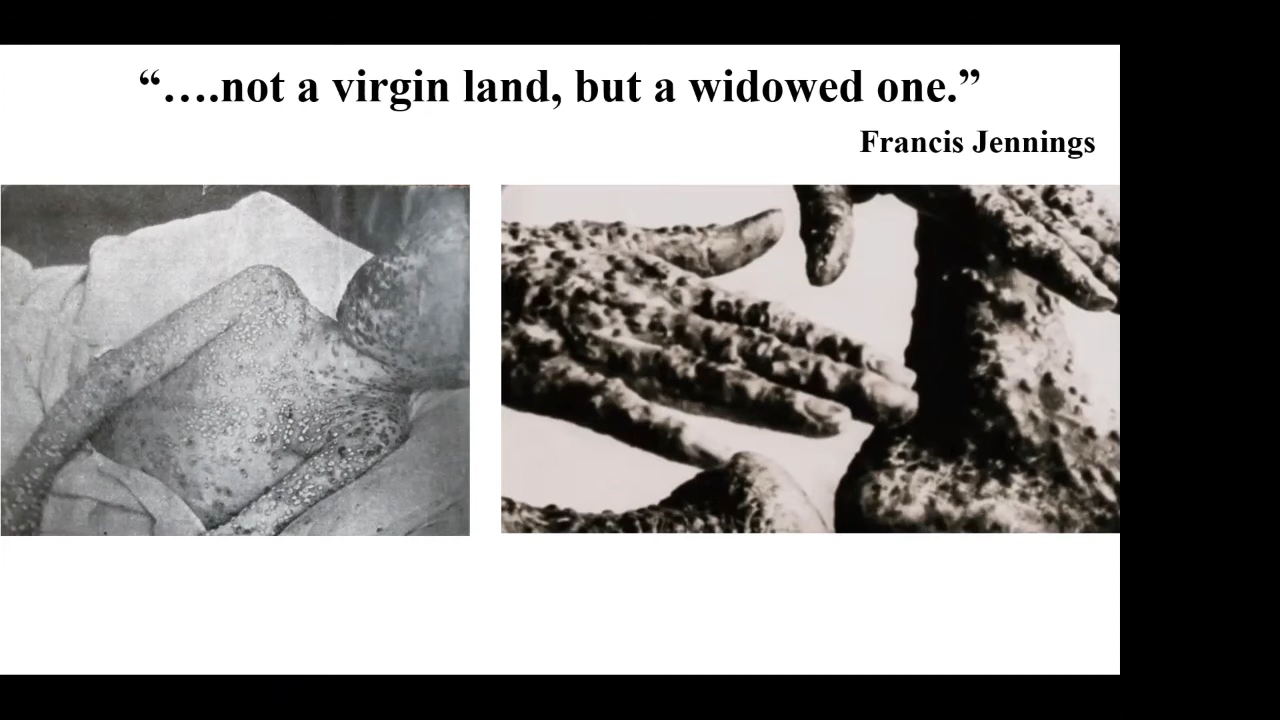 “….not a virgin land, but a widowed one.”
Francis Jennings